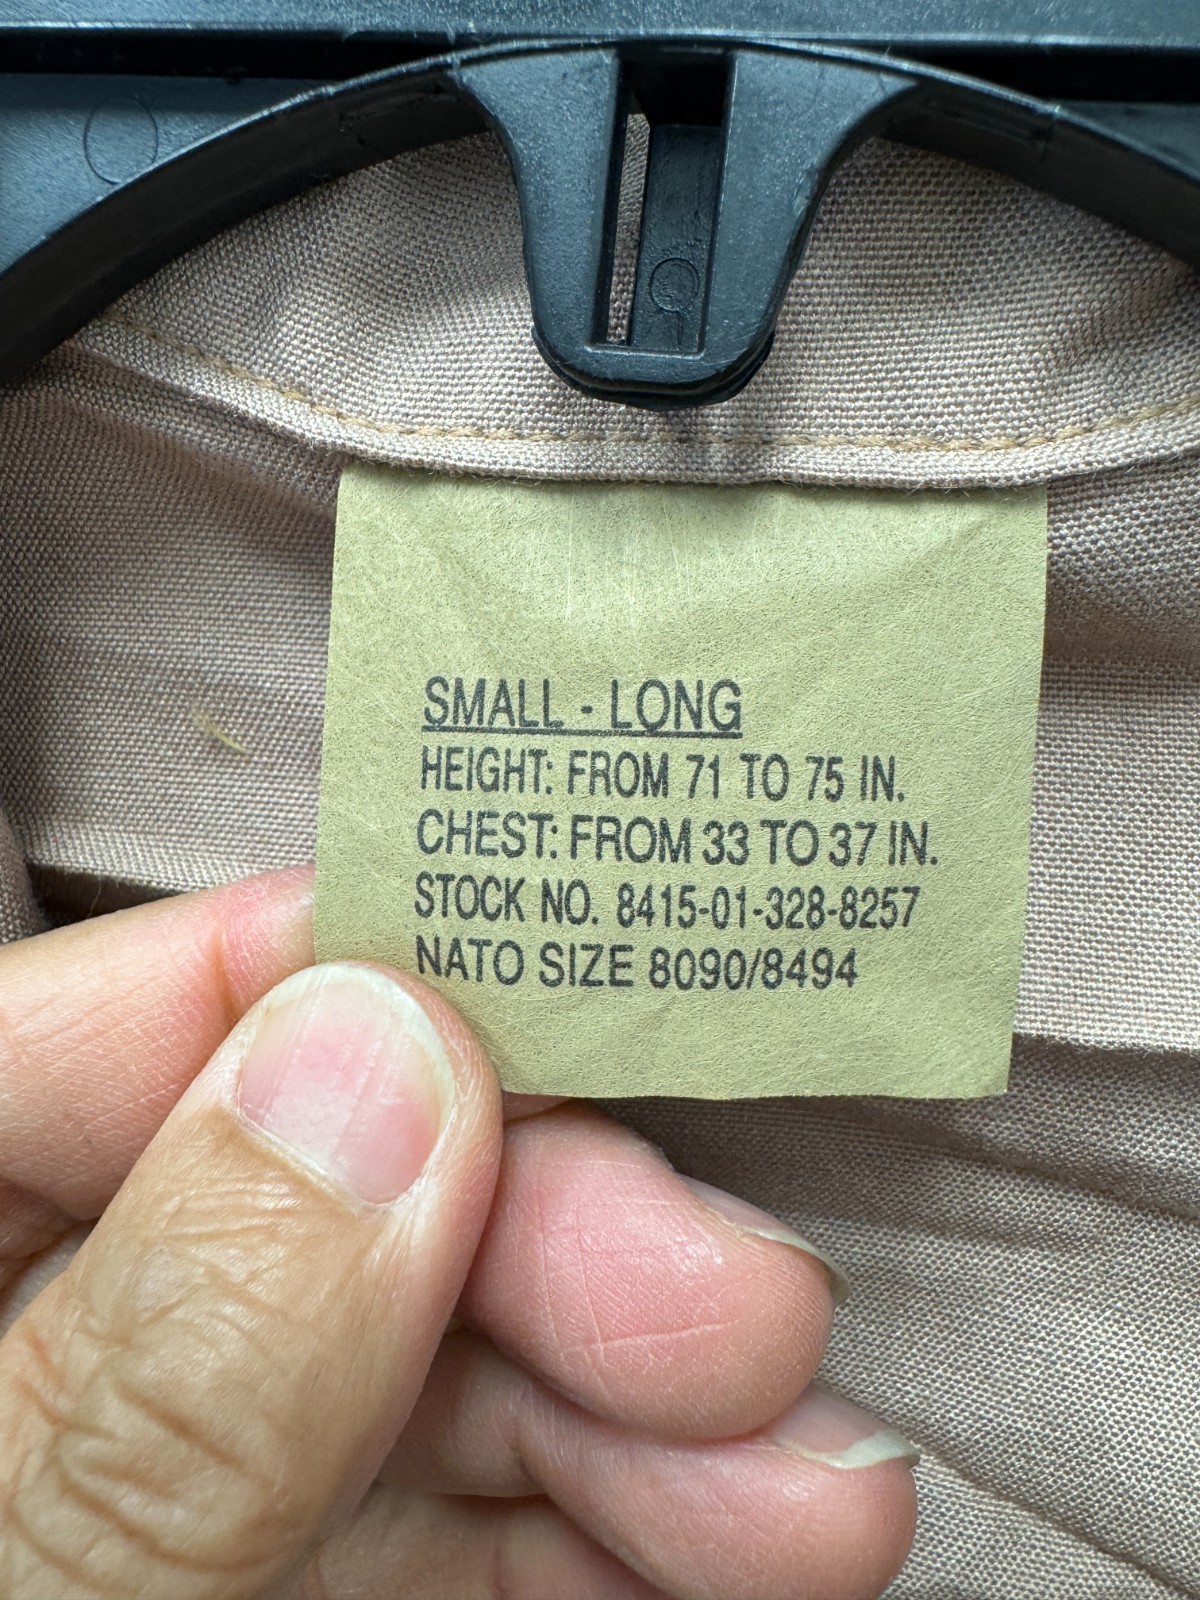 SMALL - LONG
HEIGHT: FROM 71 TO 75 IN.
CHEST: FROM 33 TO 37 IN.
STOCK NO. 8415-01-328-8257
NATO SIZE 8090/8494